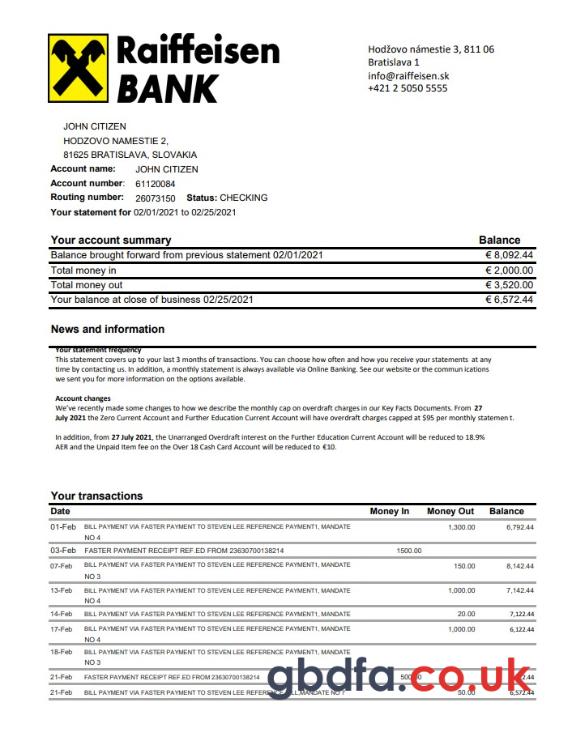 Raiffeisen
BANK
Hodžovo námestie 3, 811 06
Bratislava 1
info@raiffeisen.sk
+421 2 5050 5555
JOHN CITIZEN
HODZOVO NAMESTIE 2,
81625 BRATISLAVA, SLOVAKIA
Account name: JOHN CITIZEN
Account number: 61120084
Routing number: 26073150 Status: CHECKING
Your statement for 02/01/2021 to 02/25/2021
Your account summary Balance
Balance brought forward from previous statement 02/01/2021 € 8,092.44
Total money in € 2,000.00
Total money out € 3,520.00
Your balance at close of business 02/25/2021 € 6,572.44
News and information
Your statement frequency
This statement covers up to your last 3 months of transactions. You can choose how often and how you receive your statements at any
time by contacting us. In addition, a monthly statement is always available via Online Banking. See our website or the commun ications
we sent you for more information on the options available.
Account changes
We've recently made some changes to how we describe the monthly cap on overdraft charges in our Key Facts Documents. From 27
July 2021 the Zero Current Account and Further Education Current Account will have overdraft charges capped at $95 per monthly statemen t.
In addition, from 27 July 2021, the Unarranged Overdraft interest on the Further Education Current Account will be reduced to 18.9%
AER and the Unpaid Item fee on the Over 18 Cash Card Account will be reduced to €10.
Your transactions
Date Money In Money Out Balance
01-Feb BILL PAYMENT VIA FASTER PAYMENT TO STEVEN LEE REFERENCE PAYMENT1, MANDATE 1,300.00 6,792.44
NO 4
03-Feb FASTER PAYMENT RECEIPT REF.ED FROM 23630700138214 1500.00
07-Feb BILL PAYMENT VIA FASTER PAYMENT TO STEVEN LEE REFERENCE PAYMENT1, MANDATE 150.00 8,142.44
NO 3
13-Feb BILL PAYMENT VIA FASTER PAYMENT TO STEVEN LEE REFERENCE PAYMENT1, MANDATE 1,000.00 7,142.44
NO 4
14-Feb BILL PAYMENT VIA FASTER PAYMENT TO STEVEN LEE REFERENCE PAYMENT1, MANDATE 20.00 7,122.44
17-Feb BILL PAYMENT VIA FASTER PAYMENT TO STEVEN LEE REFERENCE PAYMENT1, MANDATE 1,000.00 6,122.44
NO 4
18-Feb BILL PAYMENT VIA FASTER PAYMENT TO STEVEN LEE REFERENCE PAYMENT1, MANDATE
NO 3
21-Feb FASTER PAYMENT RECEIPT REF.ED FROM 23630700138214
21-Feb BILL PAYMENT VIA FASTER PAYMENT TO STEVEN LEE MANDATE NO 50.00 6,572.44
gbdfa.co.uk